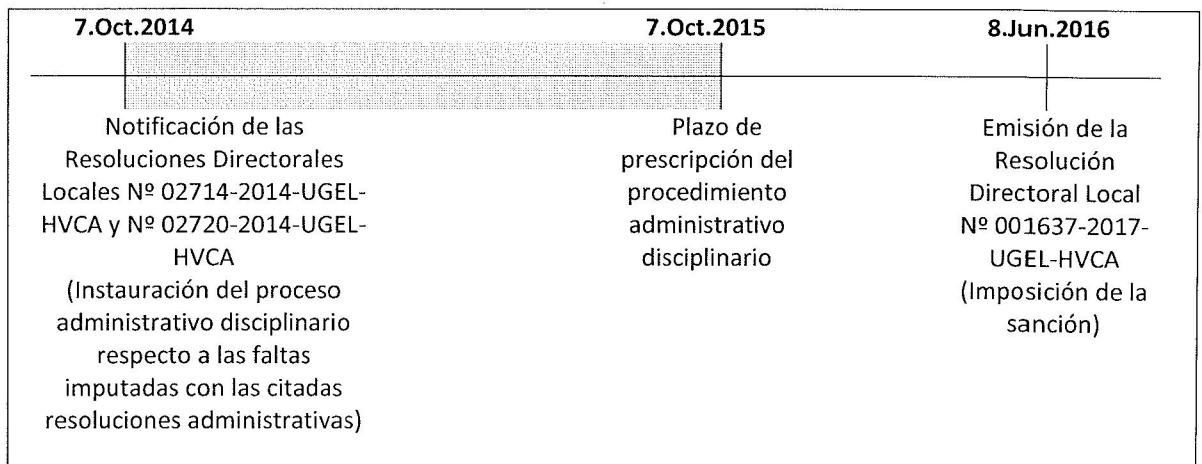 7.Oct.2014
7.Oct.2015
8.Jun.2016
Notificación de las
Resoluciones Directorales
Locales Nº 02714-2014-UGEL-
HVCA y Nº 02720-2014-UGEL-
HVCA
(Instauración del proceso
administrativo disciplinario
respecto a las faltas
imputadas con las citadas
resoluciones administrativas)
Plazo de
prescripción del
procedimiento
administrativo
disciplinario
Emisión de la
Resolución
Directoral Local
Nº 001637-2017-
UGEL-HVCA
(Imposición de la
sanción)